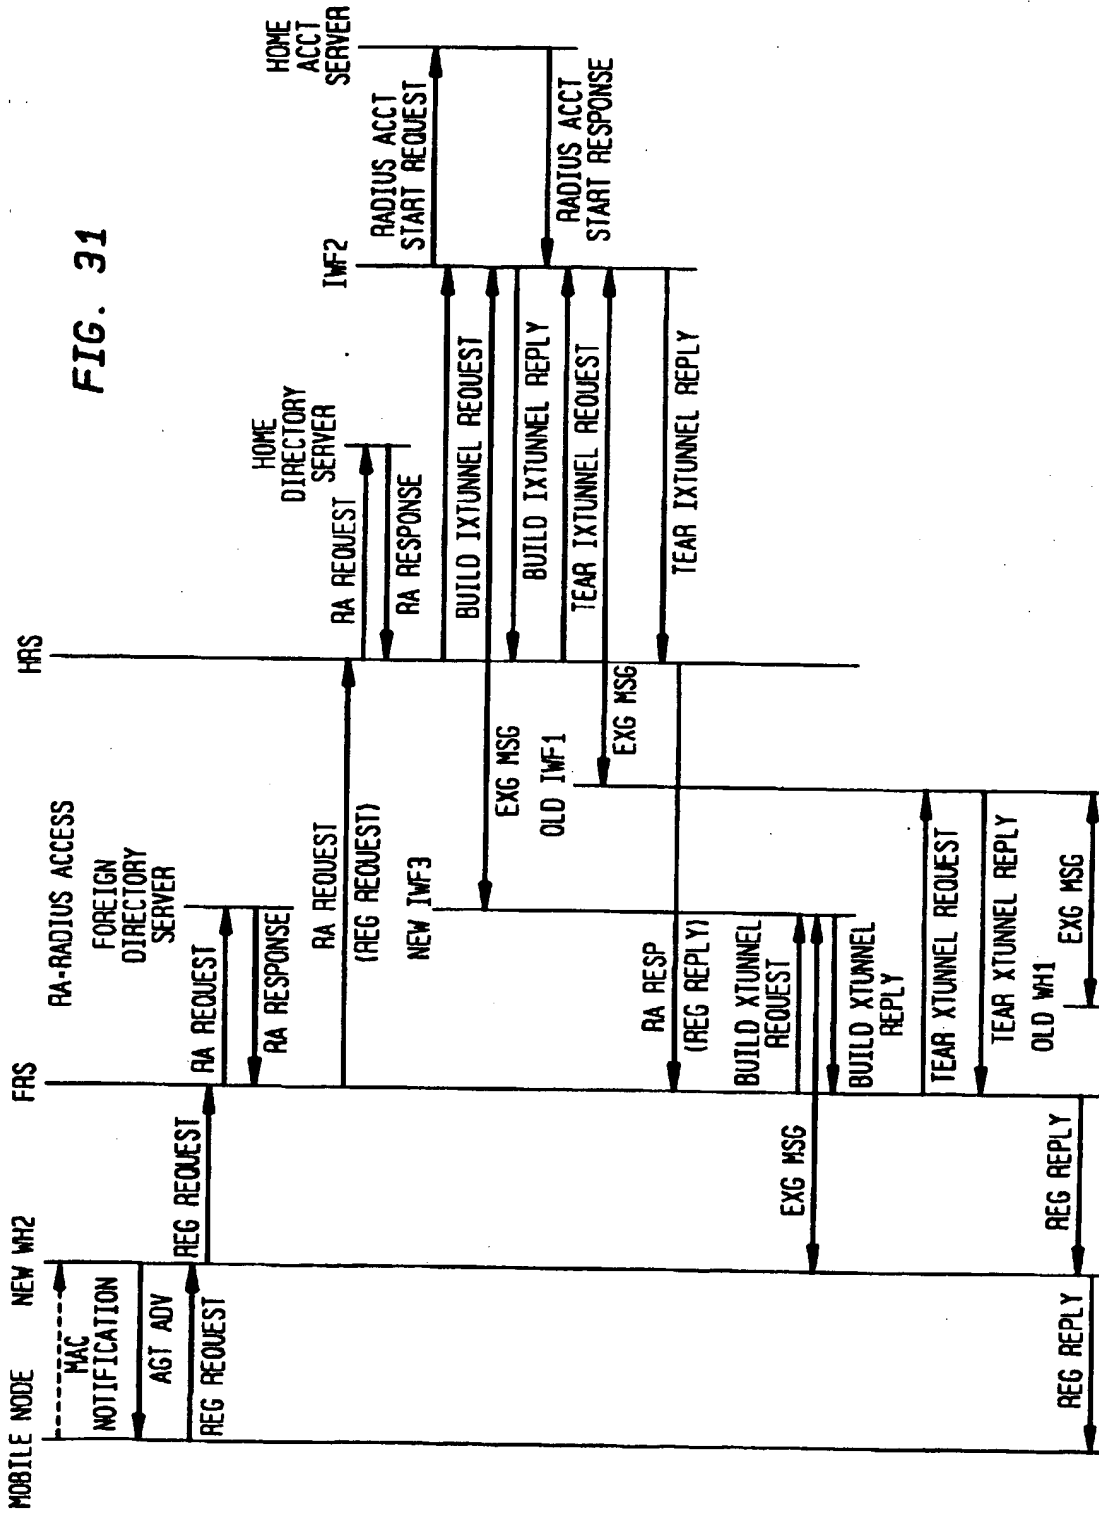 FIG. 31
MOBILE NODE
NEW WH2
FRS
RA-RADIUS ACCESS
FOREIGN
DIRECTORY
SERVER
HRS
HOME
DIRECTORY
SERVER
IWF2
HOME
ACCT
SERVER
MAC
NOTIFICATION
AGT ADV
REG REQUEST
REG REQUEST
RA REQUEST
RA RESPONSE
RA REQUEST
(REG REQUEST)
RA REQUEST
RA RESPONSE
RADIUS ACCT
START REQUEST
BUILD IXTUNNEL REQUEST
NEW IWF3
EXG MSG
BUILD IXTUNNEL REPLY
RADIUS ACCT
START RESPONSE
TEAR IXTUNNEL REQUEST
OLD IWF1
EXG MSG
TEAR IXTUNNEL REPLY
RA RESP
(REG REPLY)
BUILD XTUNNEL
REQUEST
EXG MSG
BUILD XTUNNEL
REPLY
TEAR XTUNNEL REQUEST
TEAR XTUNNEL REPLY
OLD WH1
EXG MSG
REG REPLY
REG REPLY